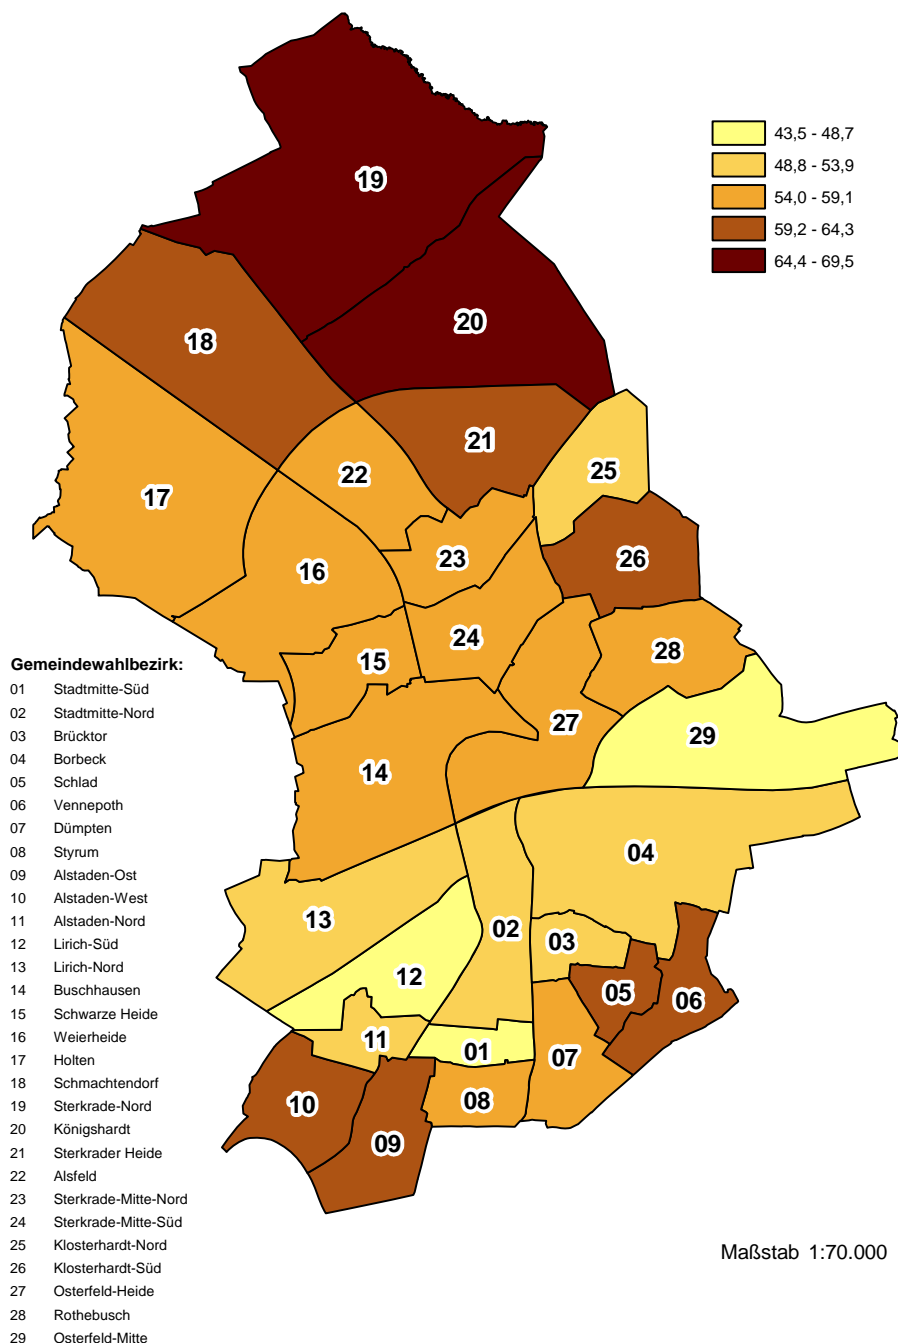 43,5 - 48,7
48,8 - 53,9
54,0 - 59,1
59,2 - 64,3
64,4 - 69,5
19
20
18
21
22
25
17
23
26
16
24
15
28
27
29
14
04
13
02
03
12
05
06
11
01
07
10
08
09
Gemeindewahlbezirk:
01 Stadtmitte-Süd
02 Stadtmitte-Nord
03 Brücktor
04 Borbeck
05 Schlad
06 Vennepoth
07 Dümpten
08 Styrum
09 Alstaden-Ost
10 Alstaden-West
11 Alstaden-Nord
12 Lirich-Süd
13 Lirich-Nord
14 Buschhausen
15 Schwarze Heide
16 Weierheide
17 Holten
18 Schmachtendorf
19 Sterkrade-Nord
20 Königshardt
21 Sterkrader Heide
22 Alsfeld
23 Sterkrade-Mitte-Nord
24 Sterkrade-Mitte-Süd
25 Klosterhardt-Nord
26 Klosterhardt-Süd
27 Osterfeld-Heide
28 Rothebusch
29 Osterfeld-Mitte
Maßstab 1:70.000